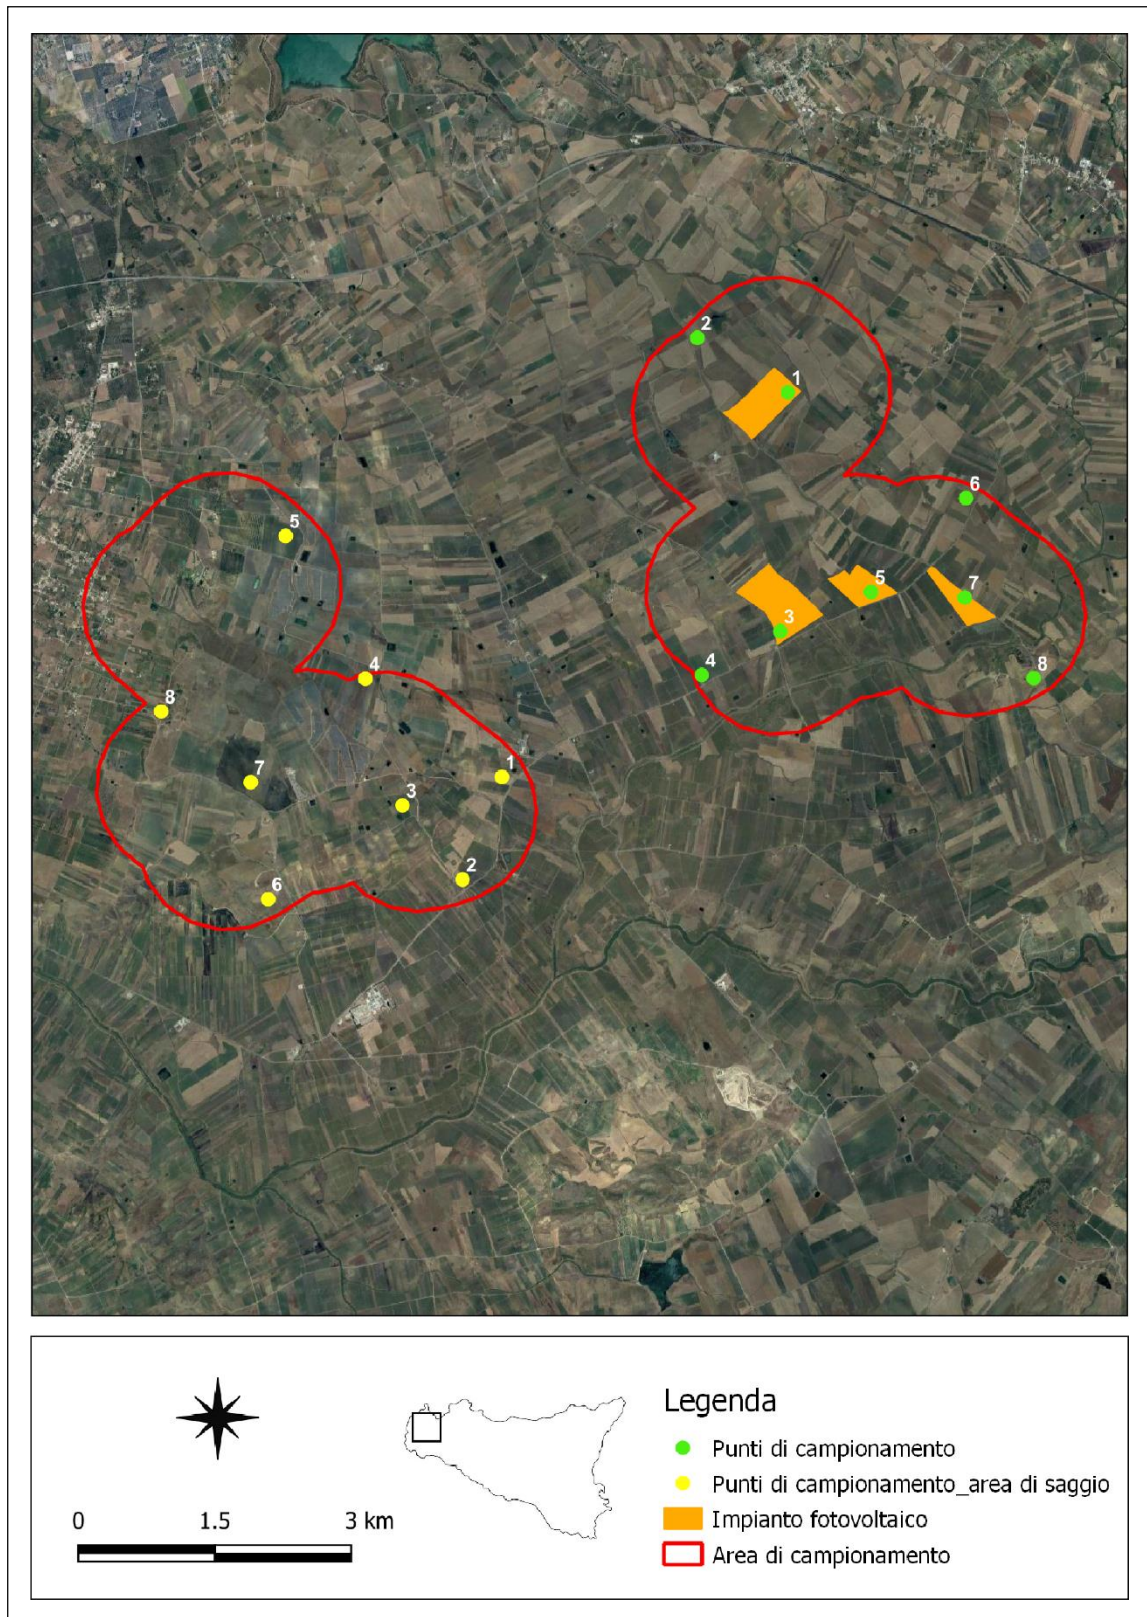 2
1
6
5
5
7
3
4
4
8
8
1
7
3
2
6
Legenda
Punti di campionamento
Punti di campionamento_area di saggio
0 1.5 3 km
Impianto fotovoltaico
Area di campionamento